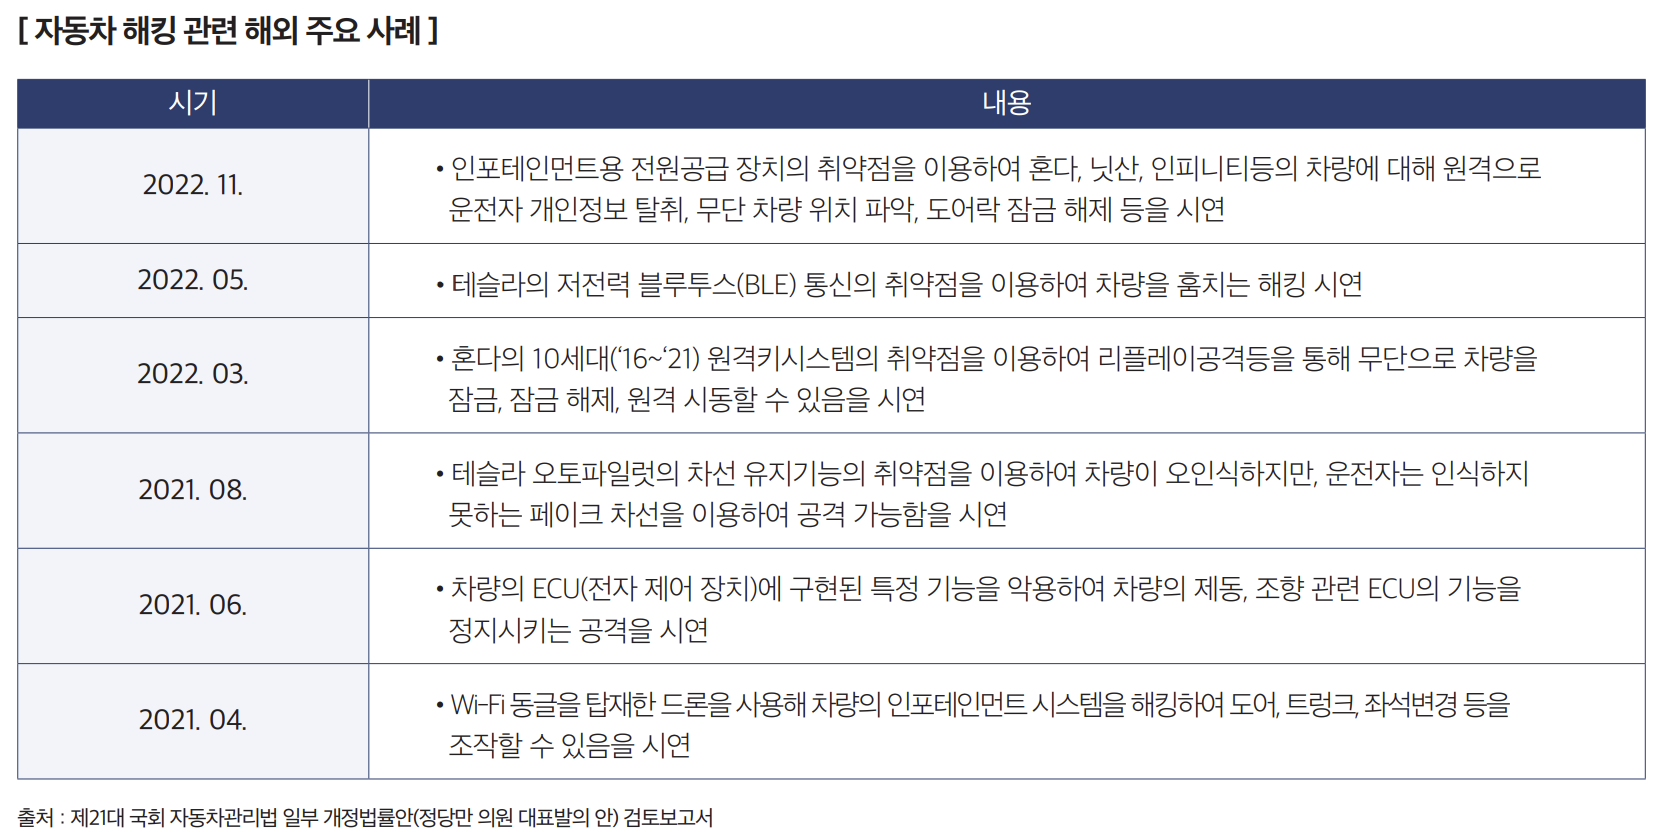 [ 자동차 해킹 관련 해외 주요 사례 ]
시기
내용
2022. 11.
• 인포테인먼트용 전원공급 장치의 취약점을 이용하여 혼다, 닛산, 인피니티등의 차량에 대해 원격으로
운전자 개인정보 탈취, 무단 차량 위치 파악, 도어락 잠금 해제 등을 시연
2022. 05.
• 테슬라의 저전력 블루투스(BLE) 통신의 취약점을 이용하여 차량을 훔치는 해킹 시연
2022. 03.
• 혼다의 10세대(‘16~‘21) 원격키시스템의 취약점을 이용하여 리플레이공격등을 통해 무단으로 차량을
잠금, 잠금 해제, 원격 시동할 수 있음을 시연
2021. 08.
• 테슬라 오토파일럿의 차선 유지기능의 취약점을 이용하여 차량이 오인식하지만, 운전자는 인식하지
못하는 페이크 차선을 이용하여 공격 가능함을 시연
2021. 06.
• 차량의 ECU(전자 제어 장치)에 구현된 특정 기능을 악용하여 차량의 제동, 조향 관련 ECU의 기능을
정지시키는 공격을 시연
2021. 04.
• Wi-Fi 동글을 탑재한 드론을 사용해 차량의 인포테인먼트 시스템을 해킹하여 도어, 트렁크, 좌석변경 등을
조작할 수 있음을 시연
출처 : 제21대 국회 자동차관리법 일부 개정법률안(정당만 의원 대표발의 안) 검토보고서